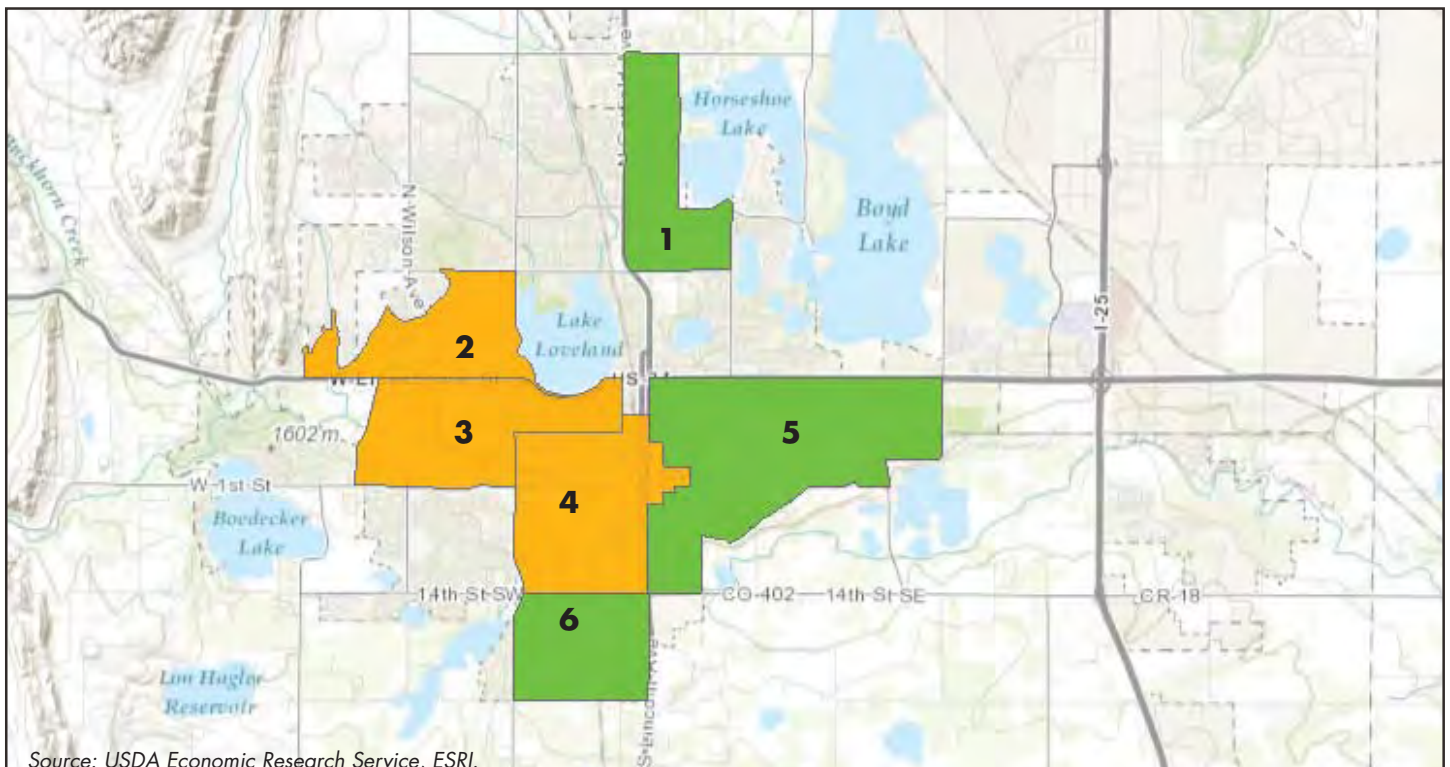 Horseshoe
Lake
1
Boyd
Lake
N-Wilson-Ave
I-25
Lake
Loveland
2
3
1602 m.
5
W-1st-St
Boedecker
Lake
4
14th-St-SW
CO-402
14th-St-SE
CR-18
6
Lon Hagler
Reservoir
Source: USDA Economic Research Service, ESRI.